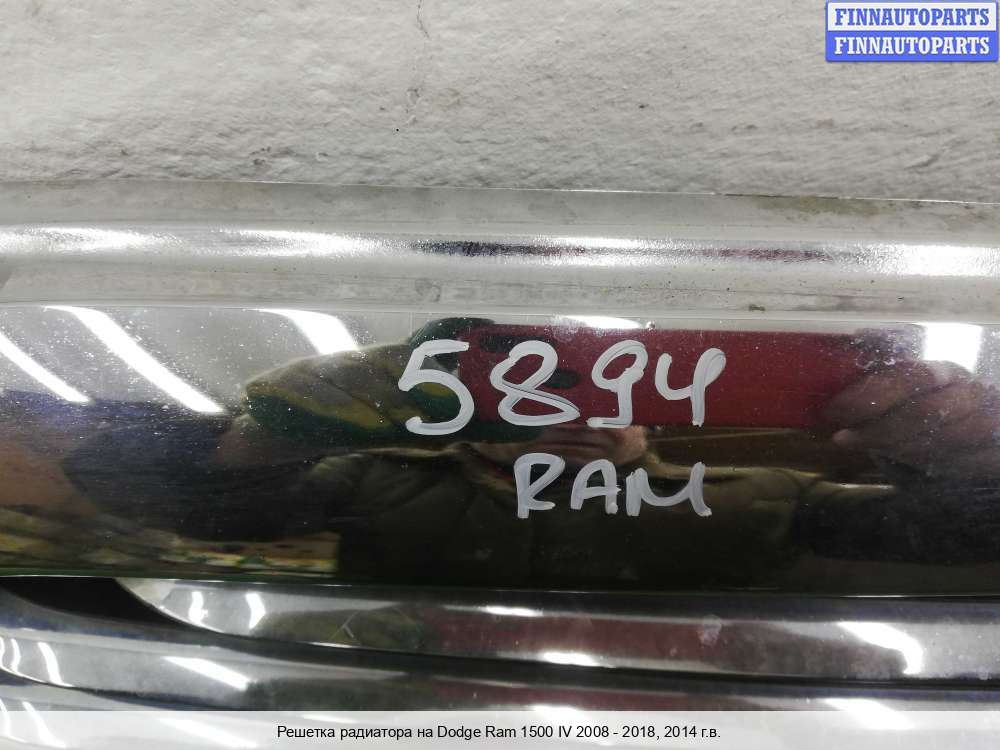 FINNAUTOPARTS
FINNAUTOPARTS
5894
RAM
Решетка радиатора на Dodge Ram 1500 IV 2008 - 2018, 2014 г.в.